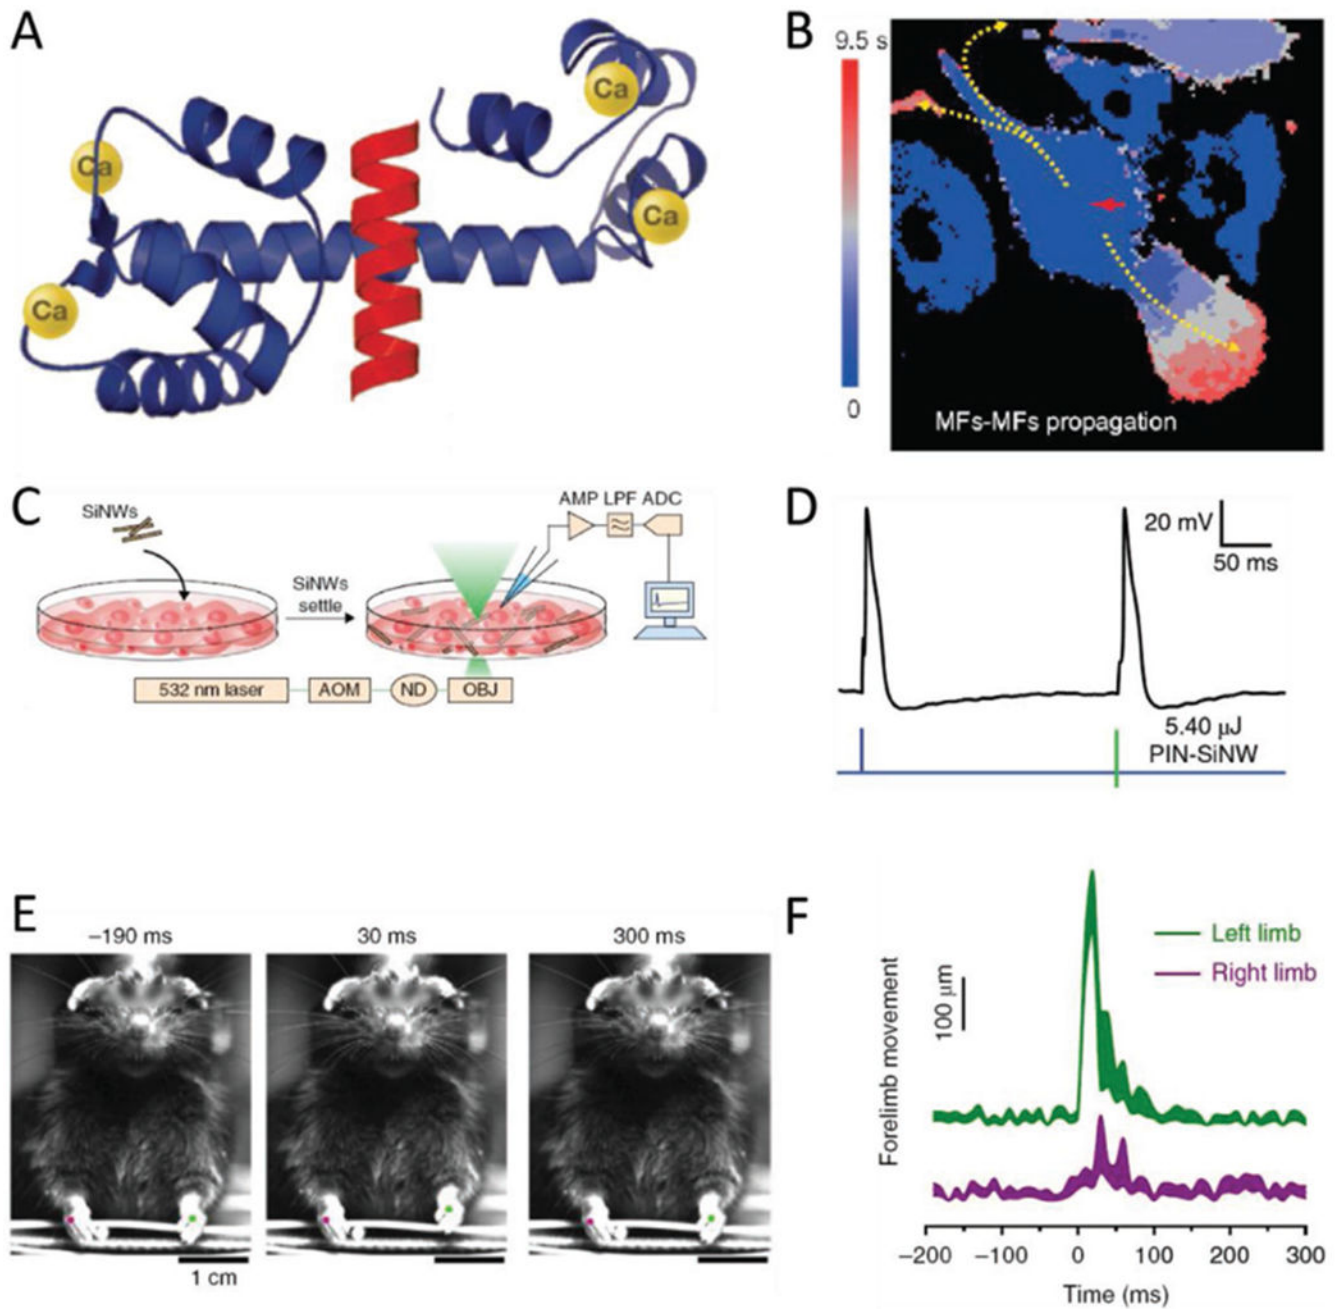 A
Ca
Ca
Ca
Ca
B
9.5 s
0
MFs-MFs propagation
C
SiNWs
SiNWs
settle
AMP LPF ADC
532 nm laser
AOM
ND
OBJ
D
20 mV
50 ms
5.40 μJ
PIN-SiNW
E
−190 ms
30 ms
300 ms
1 cm
F
Left limb
Right limb
100 μm
Forelimb movement
−200
−100
0
100
200
300
Time (ms)